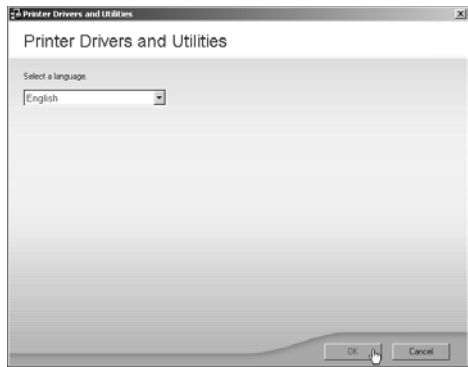 Printer Drivers and Utilities
Printer Drivers and Utilities
Select a language.
English
OK
Cancel